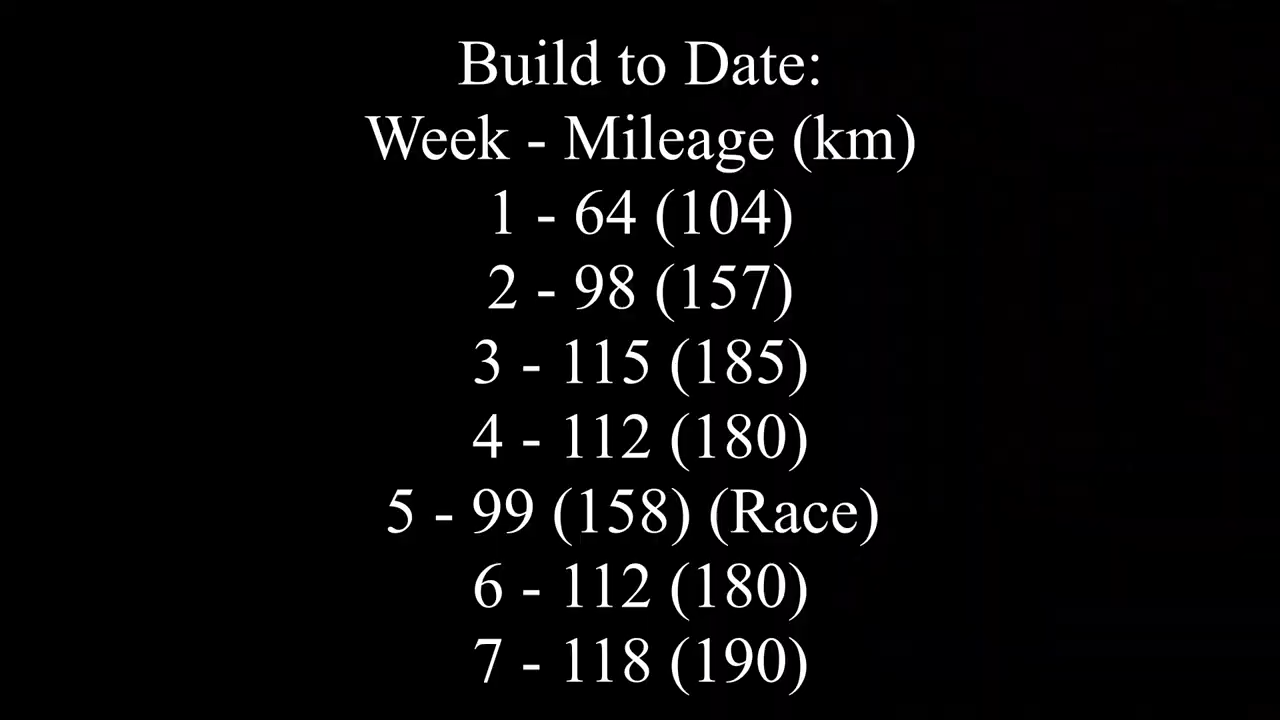 Build to Date:
Week - Mileage (km)
1 - 64 (104)
2 - 98 (157)
3 - 115 (185)
4 - 112 (180)
5 - 99 (158) (Race)
6 - 112 (180)
7 - 118 (190)